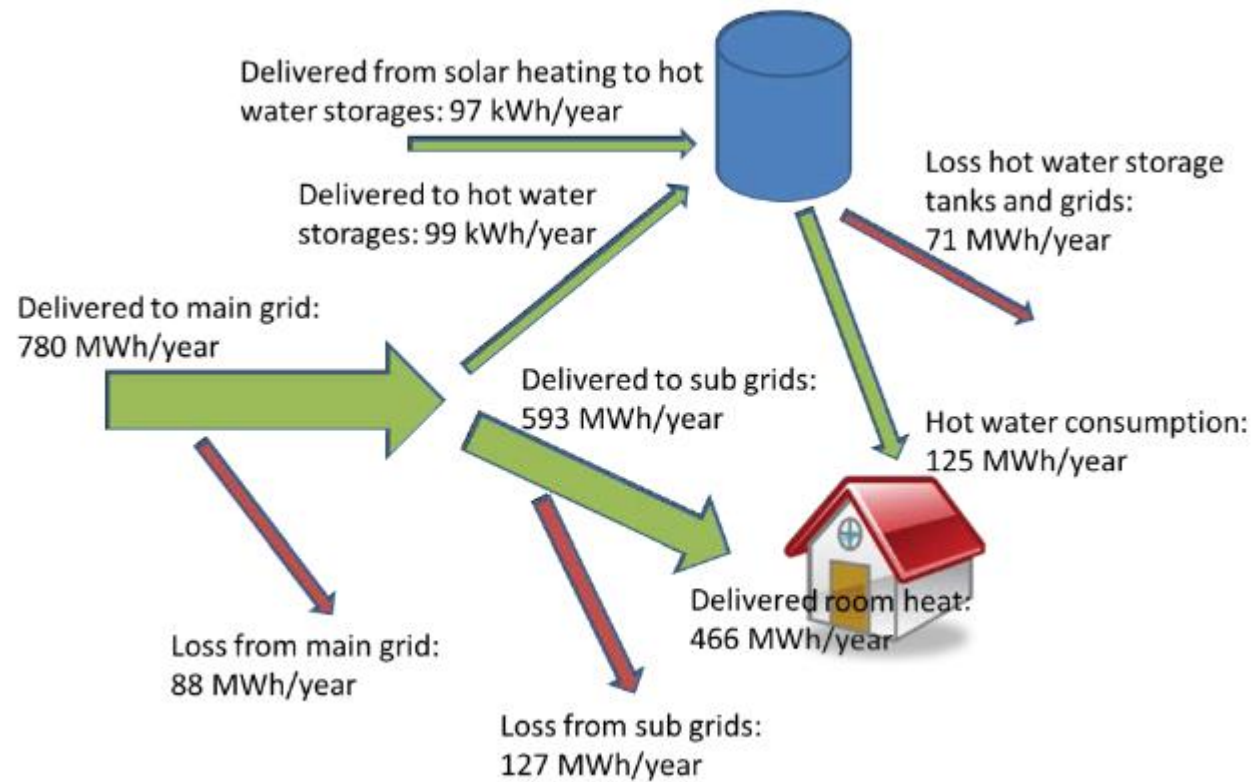 Delivered from solar heating to hot
water storages: 97 kWh/year
Loss hot water storage
tanks and grids:
71 MWh/year
Delivered to hot water
storages: 99 kWh/year
Delivered to main grid:
780 MWh/year
Delivered to sub grids:
593 MWh/year
Hot water consumption:
125 MWh/year
Delivered room heat:
466 MWh/year
Loss from main grid:
88 MWh/year
Loss from sub grids:
127 MWh/year